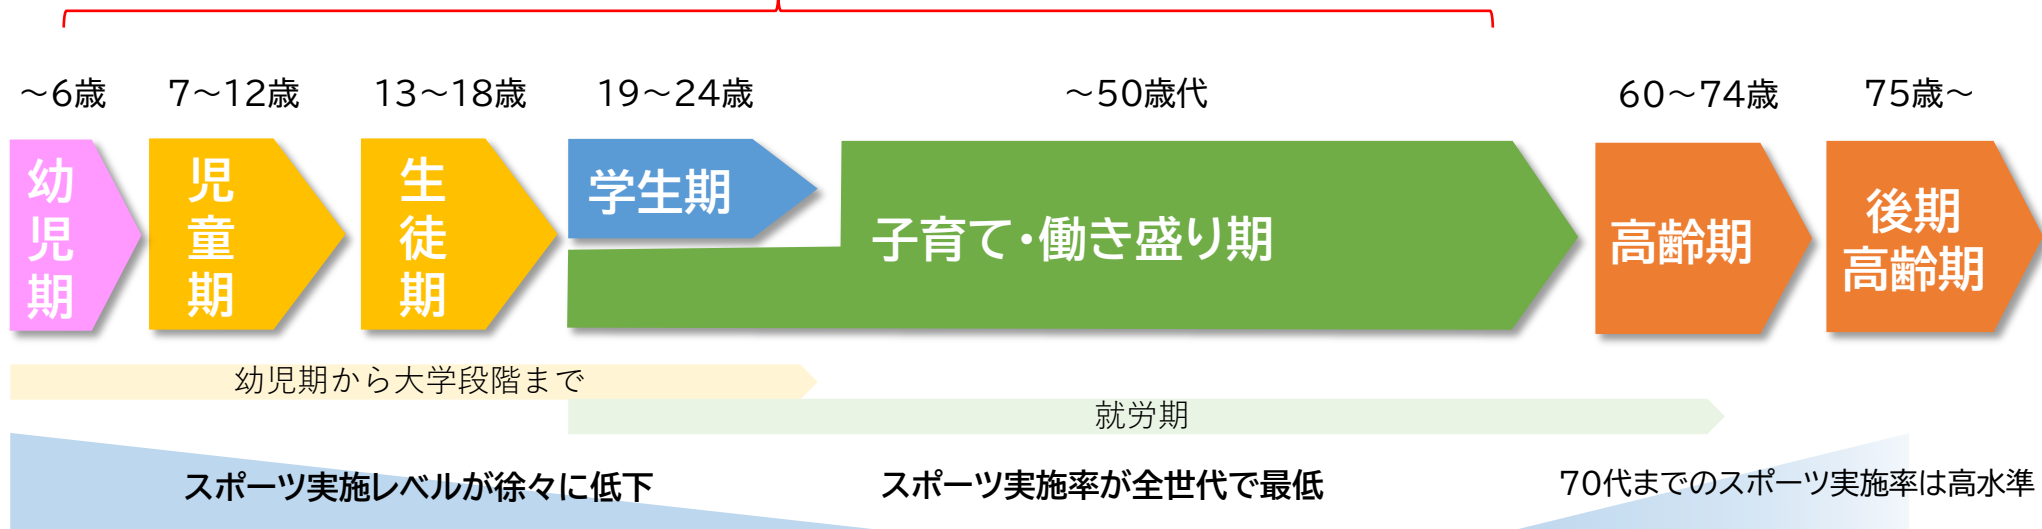 ～6歳
7～12歳
13～18歳
19～24歳
～50歳代
60～74歳
75歳～
幼児期
児童期
生徒期
学生期
子育て・働き盛り期
高齢期
後期
高齢期
幼児期から大学段階まで
就労期
スポーツ実施レベルが徐々に低下
スポーツ実施率が全世代で最低
70代までのスポーツ実施率は高水準